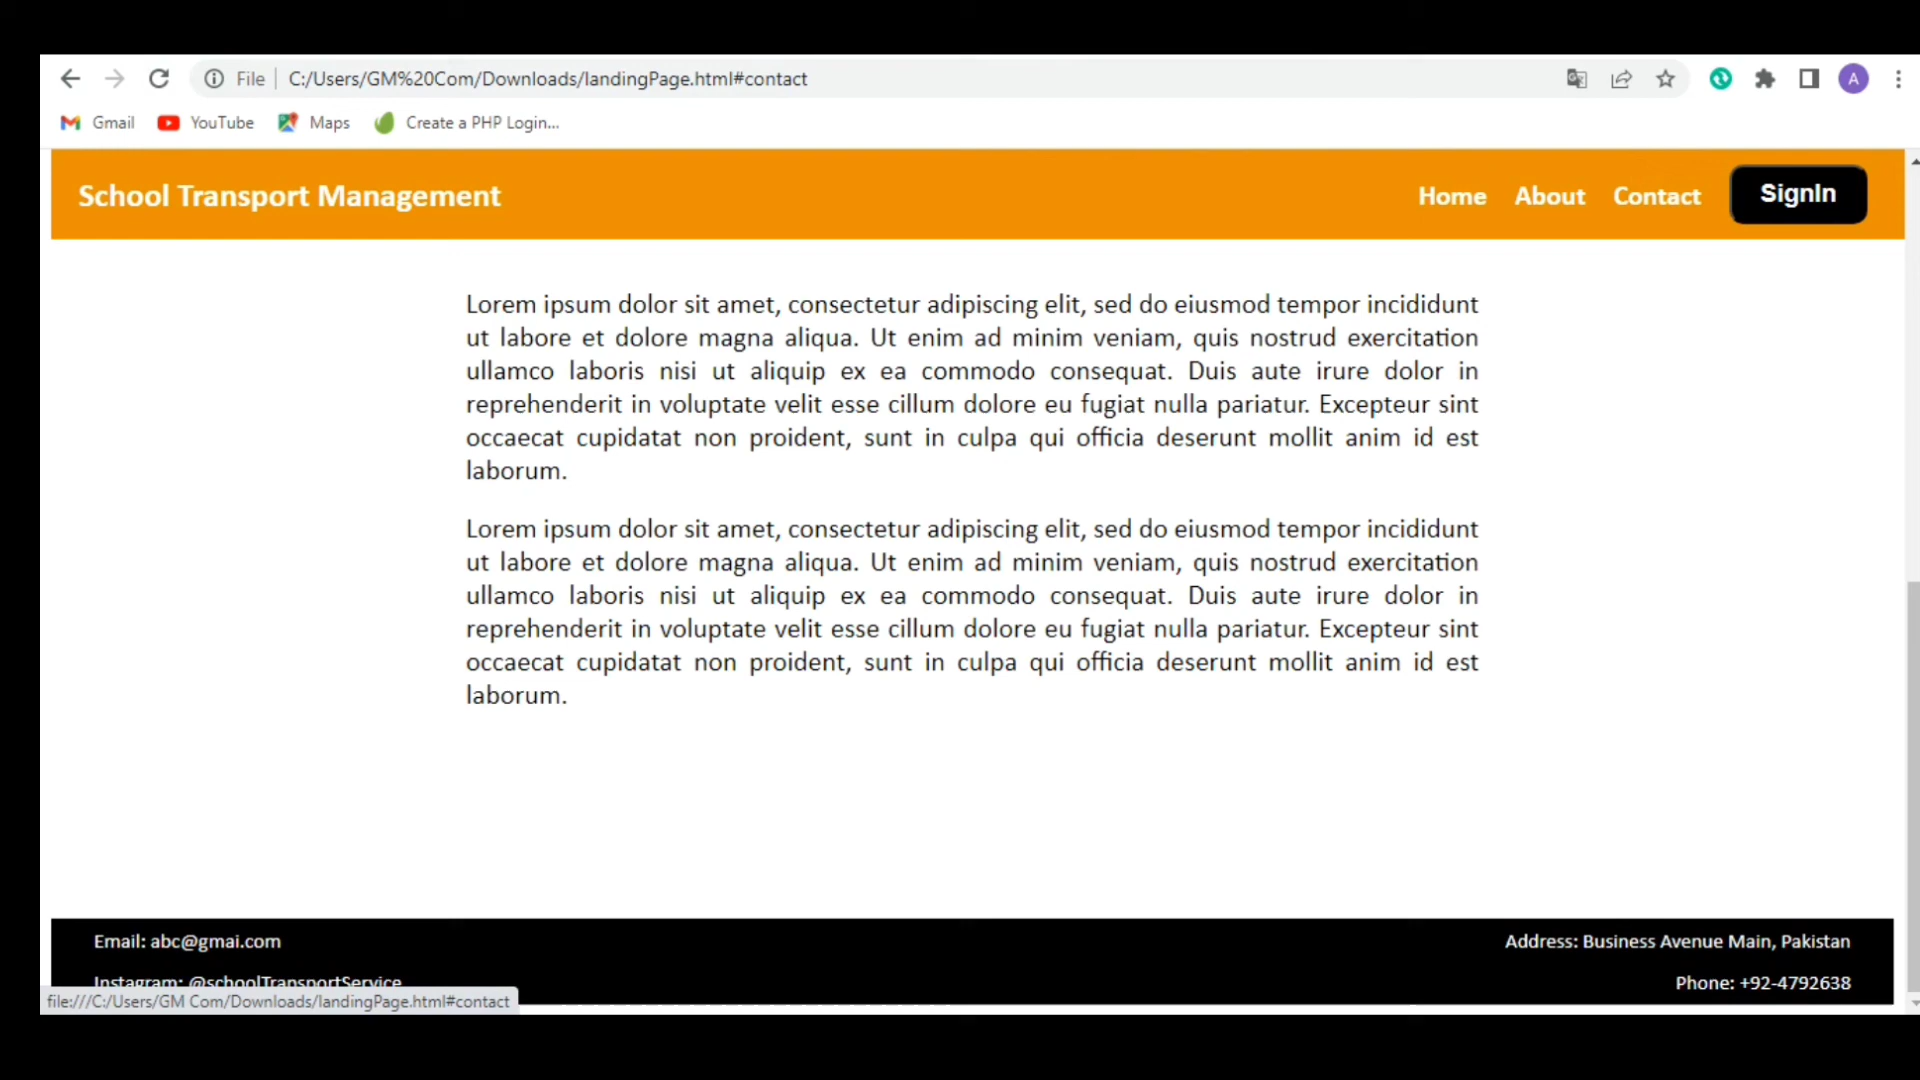 File C:/Users/GM%20Com/Downloads/landingPage.html#contact
A
Gmail YouTube Maps Create a PHP Login...
School Transport Management Home About Contact SignIn
Lorem ipsum dolor sit amet, consectetur adipiscing elit, sed do eiusmod tempor incididunt
ut labore et dolore magna aliqua. Ut enim ad minim veniam, quis nostrud exercitation
ullamco laboris nisi ut aliquip ex ea commodo consequat. Duis aute irure dolor in
reprehenderit in voluptate velit esse cillum dolore eu fugiat nulla pariatur. Excepteur sint
occaecat cupidatat non proident, sunt in culpa qui officia deserunt mollit anim id est
laborum.
Lorem ipsum dolor sit amet, consectetur adipiscing elit, sed do eiusmod tempor incididunt
ut labore et dolore magna aliqua. Ut enim ad minim veniam, quis nostrud exercitation
ullamco laboris nisi ut aliquip ex ea commodo consequat. Duis aute irure dolor in
reprehenderit in voluptate velit esse cillum dolore eu fugiat nulla pariatur. Excepteur sint
occaecat cupidatat non proident, sunt in culpa qui officia deserunt mollit anim id est
laborum.
Email: abc@gmai.com Address: Business Avenue Main, Pakistan
Instagram: @schoolTransportService Phone: +92-4792638
file:///C:/Users/GM Com/Downloads/landingPage.html#contact